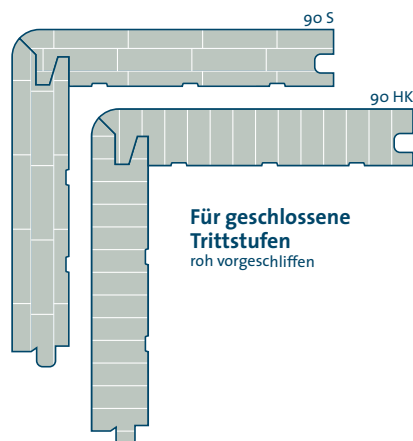 90 S
90 HK
Für geschlossene
Trittstufen
roh vorgeschliffen